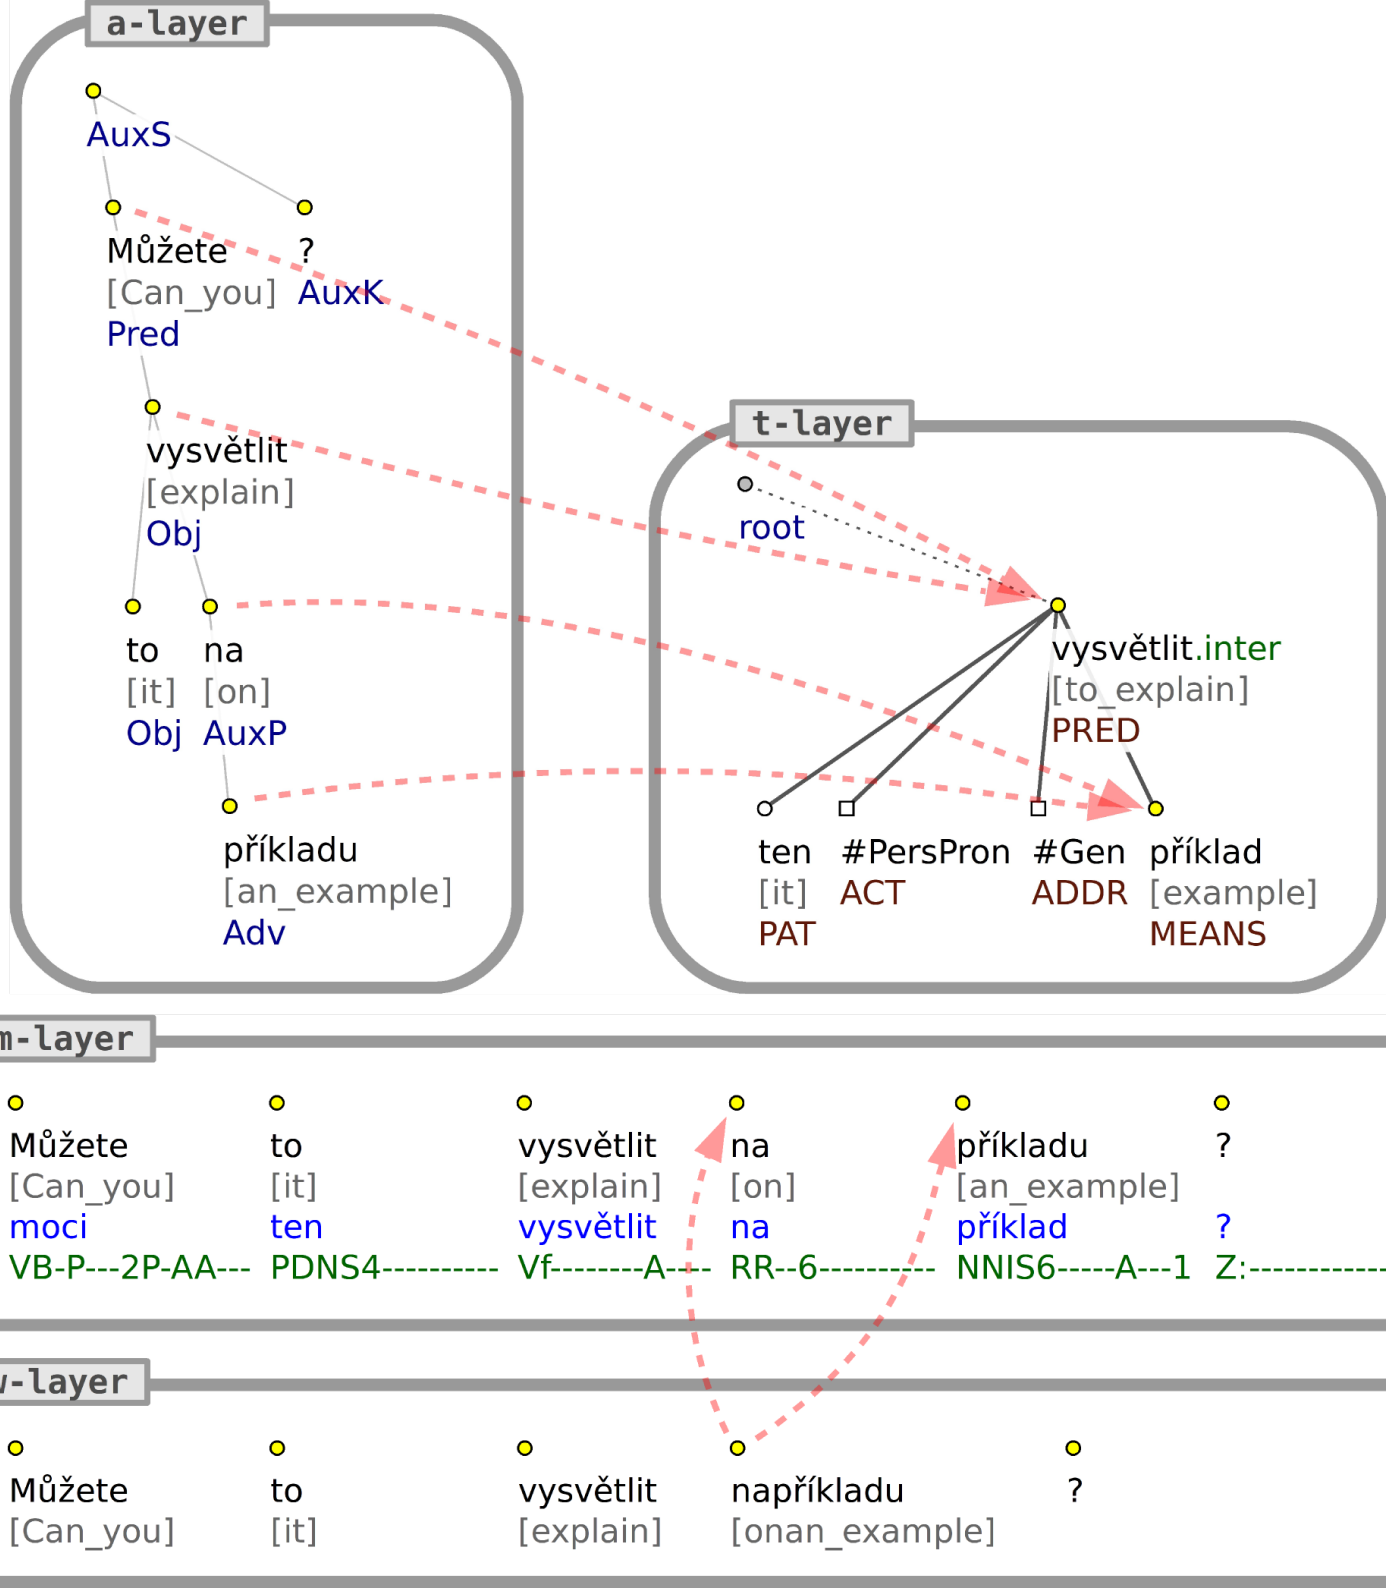 a-layer
AuxS
Můžete ?
[Can_you] AuxK
Pred
vysvětlit
[explain]
Obj
to na
[it] [on]
Obj AuxP
příkladu
[an_example]
Adv
t-layer
root
vysvětlit.inter
[to_explain]
PRED
ten #PersPron #Gen příklad
[it] ACT ADDR [example]
PAT MEANS
m-layer
Můžete to vysvětlit na příkladu ?
[Can_you] [it] [explain] [on] [an_example]
moci ten vysvětlit na příklad ?
VB-P---2P-AA--- PDNS4---------- Vf--------A---- RR--6---------- NNIS6-----A---1 Z:------------
w-layer
Můžete to vysvětlit napříkladu ?
[Can_you] [it] [explain] [onan_example]